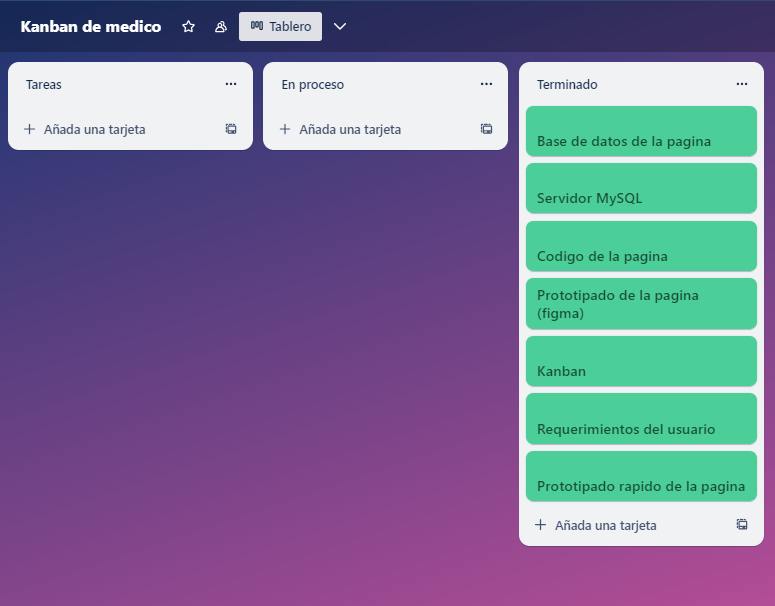 Kanban de medico
Tablero
Tareas
Añada una tarjeta
En proceso
Añada una tarjeta
Terminado
Base de datos de la pagina
Servidor MySQL
Codigo de la pagina
Prototipado de la pagina
(figma)
Kanban
Requerimientos del usuario
Prototipado rapido de la pagina
Añada una tarjeta